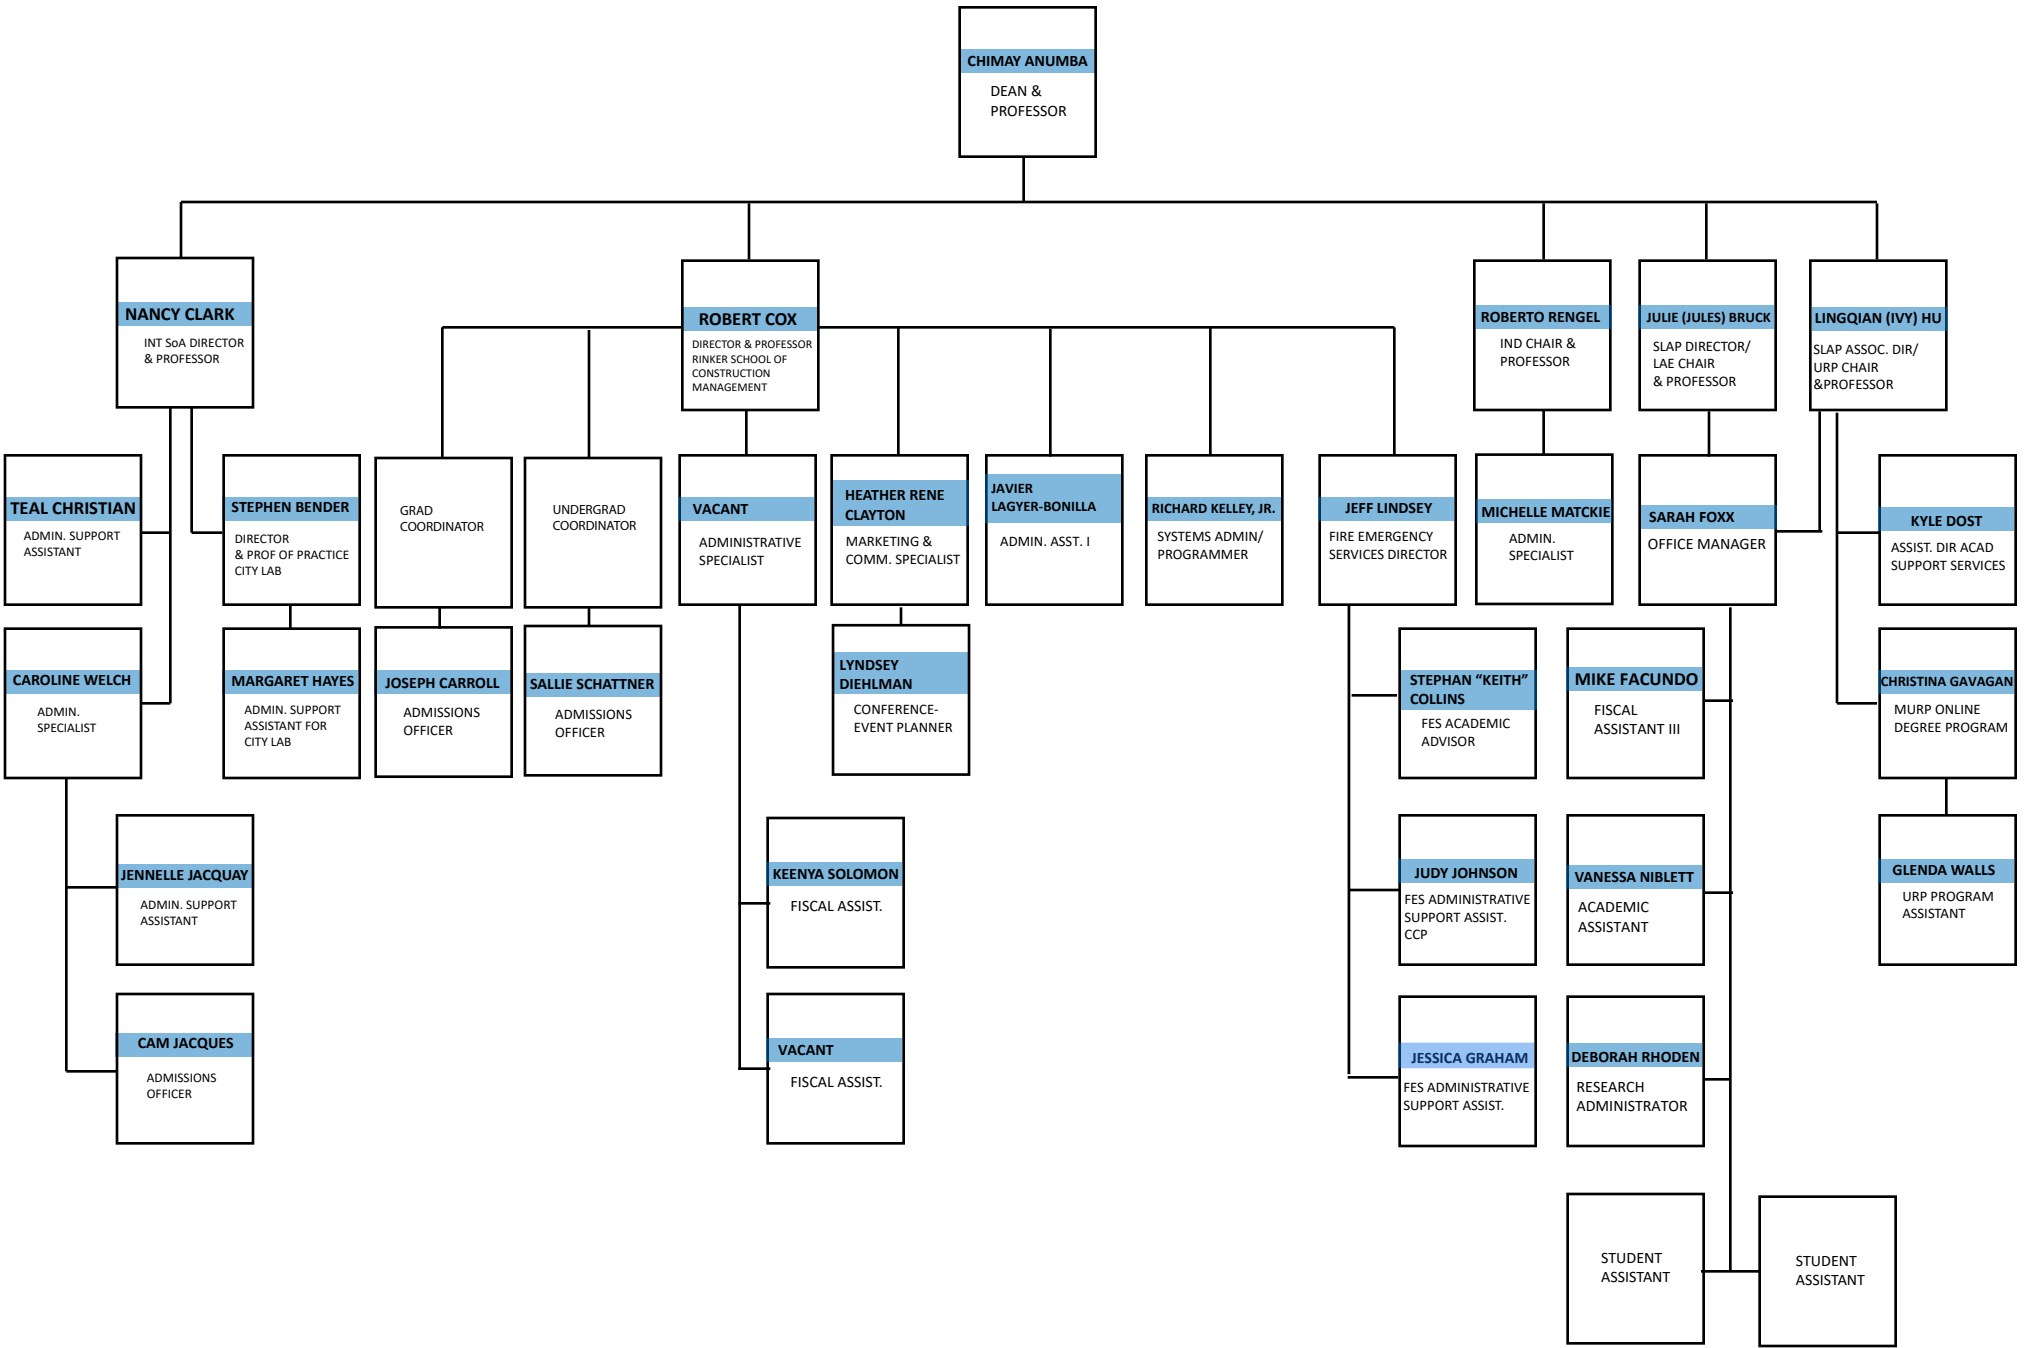 CHIMAY ANUMBA
DEAN &
PROFESSOR
NANCY CLARK
INT SoA DIRECTOR
& PROFESSOR
ROBERT COX
DIRECTOR & PROFESSOR
RINKER SCHOOL OF
CONSTRUCTION
MANAGEMENT
ROBERTO RENGEL
IND CHAIR &
PROFESSOR
JULIE (JULES) BRUCK
SLAP DIRECTOR/
LAE CHAIR
& PROFESSOR
LINGQIAN (IVY) HU
SLAP ASSOC. DIR/
URP CHAIR
&PROFESSOR
TEAL CHRISTIAN
ADMIN. SUPPORT
ASSISTANT
STEPHEN BENDER
DIRECTOR
& PROF OF PRACTICE
CITY LAB
GRAD
COORDINATOR
UNDERGRAD
COORDINATOR
VACANT
ADMINISTRATIVE
SPECIALIST
HEATHER RENE
CLAYTON
MARKETING &
COMM. SPECIALIST
JAVIER
LAGYER-BONILLA
ADMIN. ASST. I
RICHARD KELLEY, JR.
SYSTEMS ADMIN/
PROGRAMMER
JEFF LINDSEY
FIRE EMERGENCY
SERVICES DIRECTOR
MICHELLE MATCKIE
ADMIN.
SPECIALIST
SARAH FOXX
OFFICE MANAGER
KYLE DOST
ASSIST. DIR ACAD
SUPPORT SERVICES
CAROLINE WELCH
ADMIN.
SPECIALIST
MARGARET HAYES
ADMIN. SUPPORT
ASSISTANT FOR
CITY LAB
JOSEPH CARROLL
ADMISSIONS
OFFICER
SALLIE SCHATTNER
ADMISSIONS
OFFICER
LYNDSEY
DIEHLMAN
CONFERENCE-
EVENT PLANNER
STEPHAN “KEITH”
COLLINS
FES ACADEMIC
ADVISOR
MIKE FACUNDO
FISCAL
ASSISTANT III
CHRISTINA GAVAGAN
MURP ONLINE
DEGREE PROGRAM
JENNELLE JACQUAY
ADMIN. SUPPORT
ASSISTANT
KEENYA SOLOMON
FISCAL ASSIST.
JUDY JOHNSON
FES ADMINISTRATIVE
SUPPORT ASSIST.
CCP
VANESSA NIBLETT
ACADEMIC
ASSISTANT
GLENDA WALLS
URP PROGRAM
ASSISTANT
CAM JACQUES
ADMISSIONS
OFFICER
VACANT
FISCAL ASSIST.
JESSICA GRAHAM
FES ADMINISTRATIVE
SUPPORT ASSIST.
DEBORAH RHODEN
RESEARCH
ADMINISTRATOR
STUDENT
ASSISTANT
STUDENT
ASSISTANT